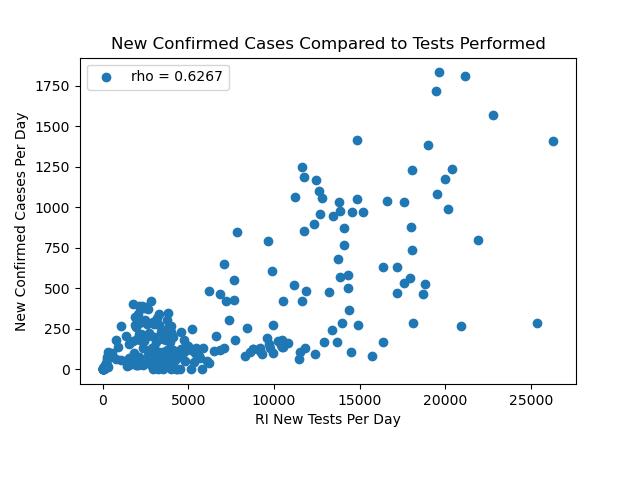 New Confirmed Cases Compared to Tests Performed
rho = 0.6267
1750
1500
1250
1000
750
500
250
0
New Confirmed Caeses Per Day
0 5000 10000 15000 20000 25000
RI New Tests Per Day